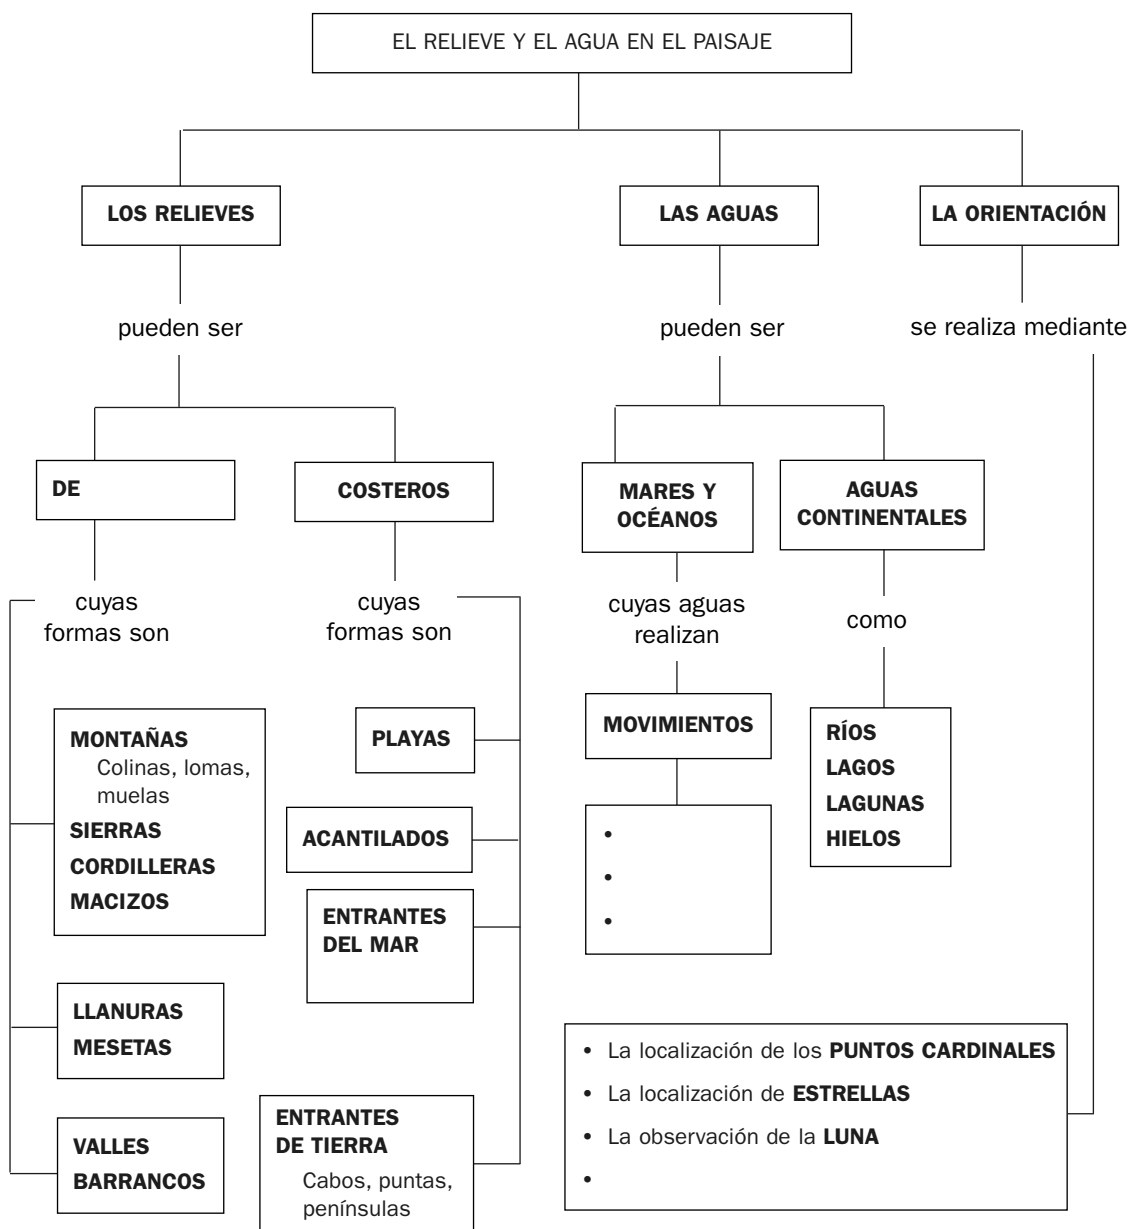 EL RELIEVE Y EL AGUA EN EL PAISAJE
LOS RELIEVES
LAS AGUAS
LA ORIENTACIÓN
pueden ser
pueden ser
se realiza mediante
DE
COSTEROS
MARES Y
OCÉANOS
AGUAS
CONTINENTALES
cuyas
formas son
cuyas
formas son
cuyas aguas
realizan
como
MONTAÑAS
Colinas, lomas,
muelas
SIERRAS
CORDILLERAS
MACIZOS
LLANURAS
MESETAS
VALLES
BARRANCOS
PLAYAS
ACANTILADOS
ENTRANTES
DEL MAR
ENTRANTES
DE TIERRA
Cabos, puntas,
penínsulas
MOVIMIENTOS
•
•
•
RÍOS
LAGOS
LAGUNAS
HIELOS
• La localización de los PUNTOS CARDINALES
• La localización de ESTRELLAS
• La observación de la LUNA
•